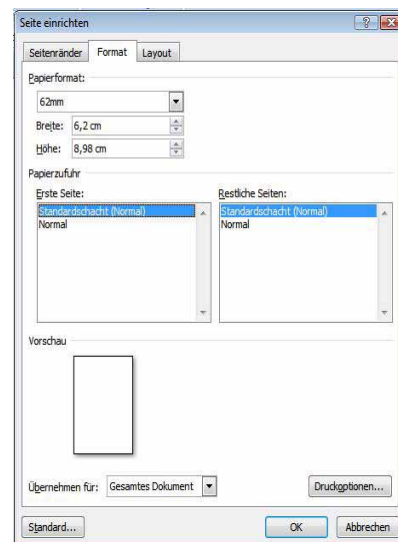 Seite einrichten
Seitenränder Format Layout
Papierformat:
62mm
Breite: 6,2 cm
Höhe: 8,98 cm
Papierzufuhr
Erste Seite: Restliche Seiten:
Standardschacht (Normal) Standardschacht (Normal)
Normal Normal
Vorschau
Übernehmen für: Gesamtes Dokument Druckoptionen...
Standard... OK Abbrechen